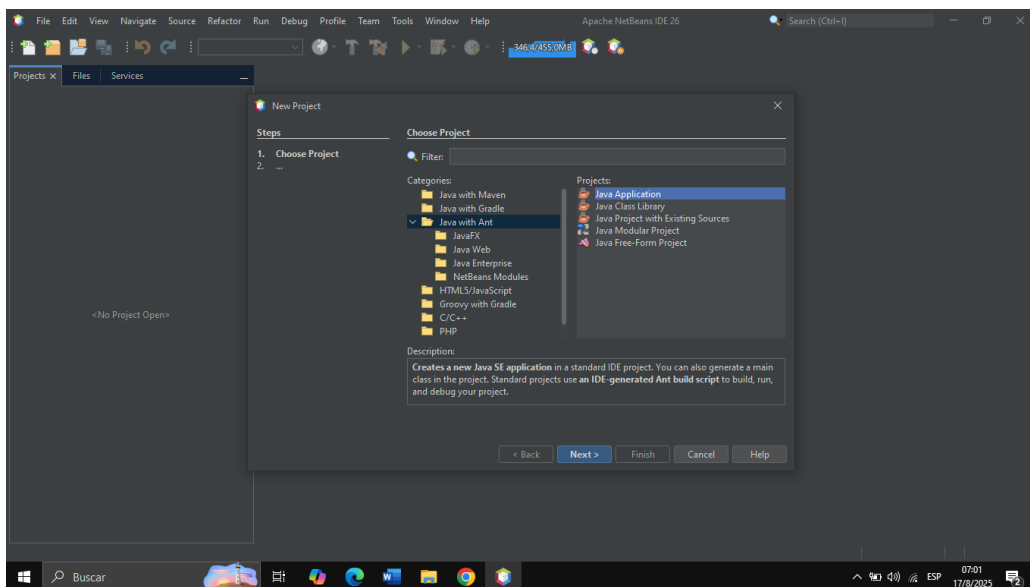 File Edit View Navigate Source Refactor Run Debug Profile Team Tools Window Help Apache NetBeans IDE 26 Search (Ctrl+I)
346.4/455.0MB
Projects Files Services
New Project
Steps Choose Project
1. Choose Project
2. ...
Filter:
Categories: Projects:
Java with Maven Java Application
Java with Gradle Java Class Library
Java with Ant Java Project with Existing Sources
JavaFX Java Modular Project
Java Web Java Free-Form Project
Java Enterprise
NetBeans Modules
HTML5/JavaScript
Groovy with Gradle
C/C++
PHP
<No Project Open>
Description:
Creates a new Java SE application in a standard IDE project. You can also generate a main
class in the project. Standard projects use an IDE-generated Ant build script to build, run,
and debug your project.
< Back Next > Finish Cancel Help
Buscar ESP 07:01
17/8/2025